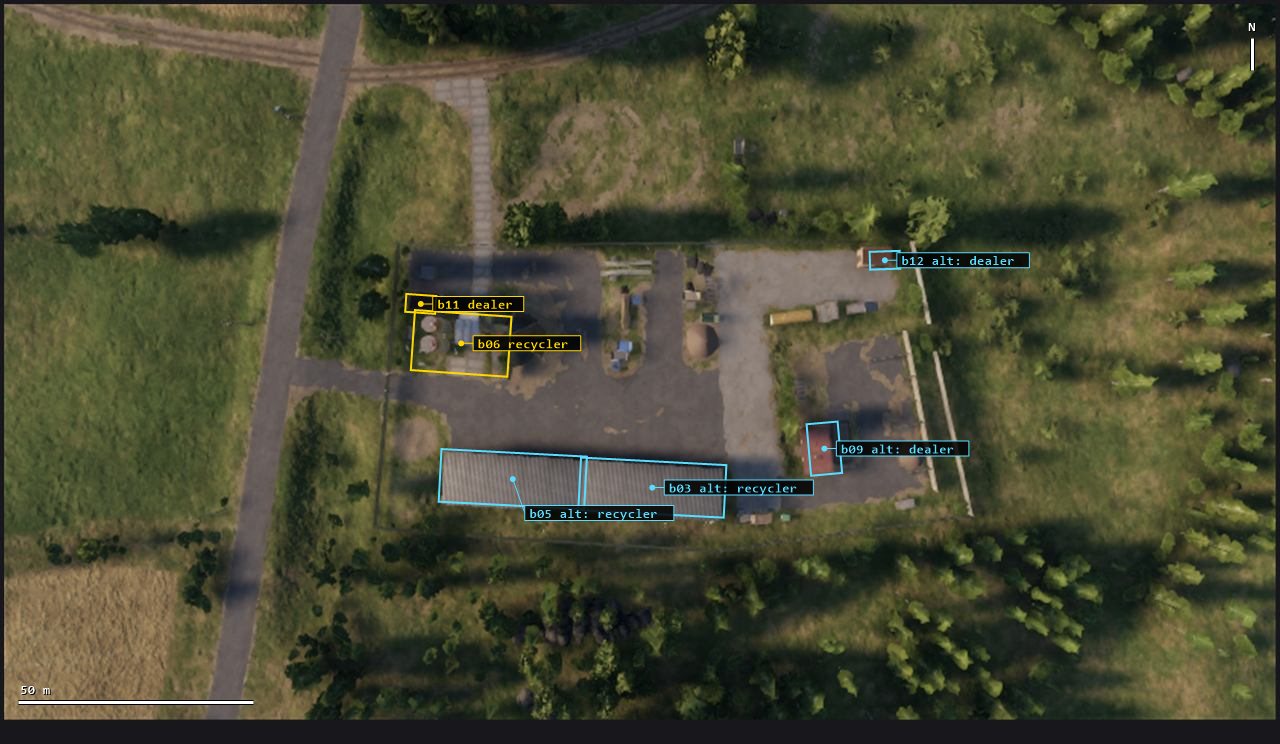 N
b12 alt: dealer
b11 dealer
b06 recycler
b09 alt: dealer
b03 alt: recycler
b05 alt: recycler
50 m